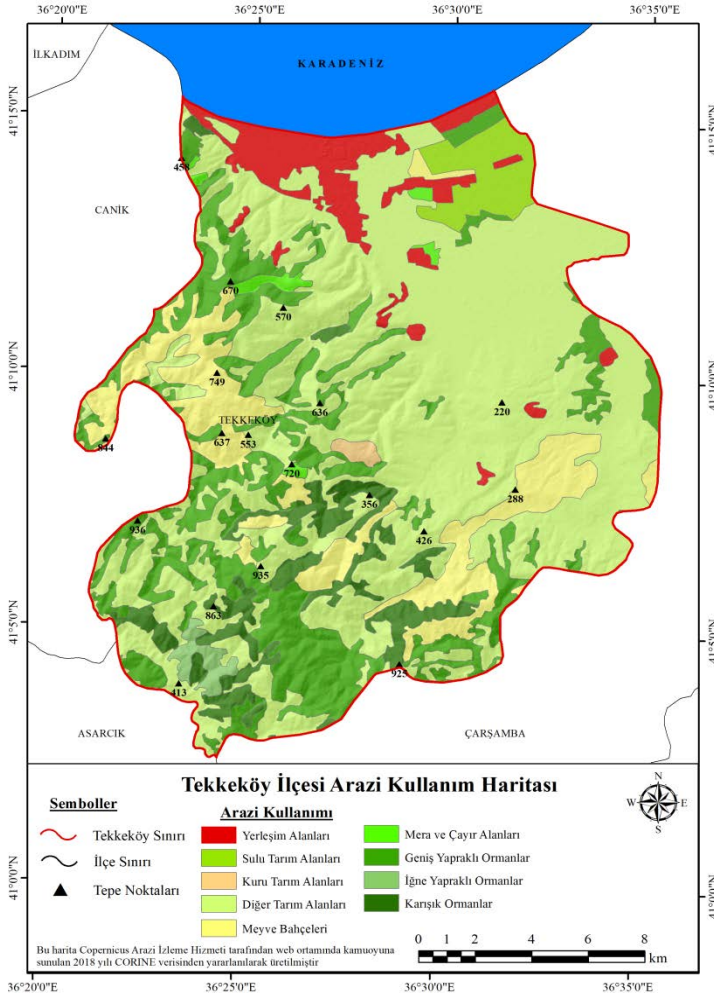 36°20'0"E 36°25'0"E 36°30'0"E 36°35'0"E
İLKADIM
KARADENİZ
41°15'0"N 41°15'0"N
458
CANİK
670
570
41°10'0"N 41°10'0"N
749
636
220
TEKKEKÖY
637
553
844
720
288
356
936
426
935
41°5'0"N 41°5'0"N
863
925
413
ASARCIK
ÇARŞAMBA
Tekkeköy İlçesi Arazi Kullanım Haritası
Semboller
Tekkeköy Sınırı
İlçe Sınırı
Tepe Noktaları
Arazi Kullanımı
Yerleşim Alanları
Sulu Tarım Alanları
Kuru Tarım Alanları
Diğer Tarım Alanları
Meyve Bahçeleri
Mera ve Çayır Alanları
Geniş Yapraklı Ormanlar
İğne Yapraklı Ormanlar
Karışık Ormanlar
N
W E
S
41°0'0"N 41°0'0"N
Bu harita Copernicus Arazi İzleme Hizmeti tarafından web ortamında kamuoyuna
sunulan 2018 yılı CORINE verisinden yararlanılarak üretilmiştir
0 1 2 4 6 8
km
36°20'0"E 36°25'0"E 36°30'0"E 36°35'0"E